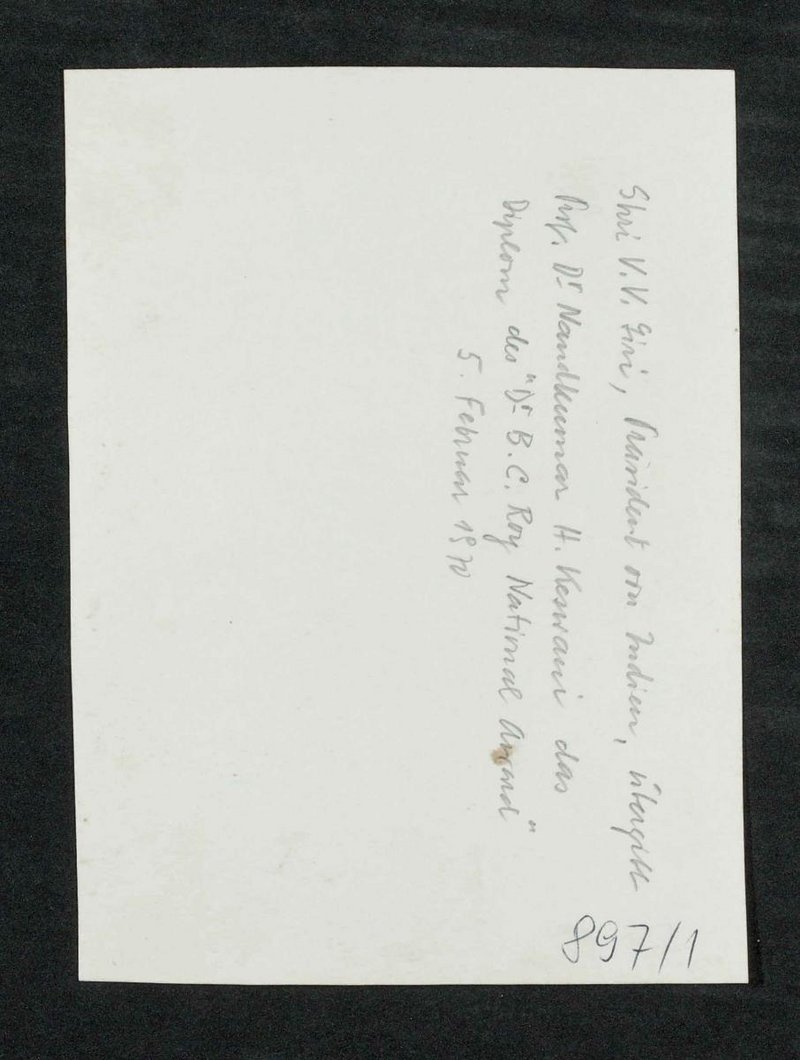 Shri V.V. Giri, Präsident von Indien, übergibt
Prof. Dr Nandkumar H. Keswani das
Diplom des "Dr B.C. Roy National Award"
5. Februar 1970
897/1